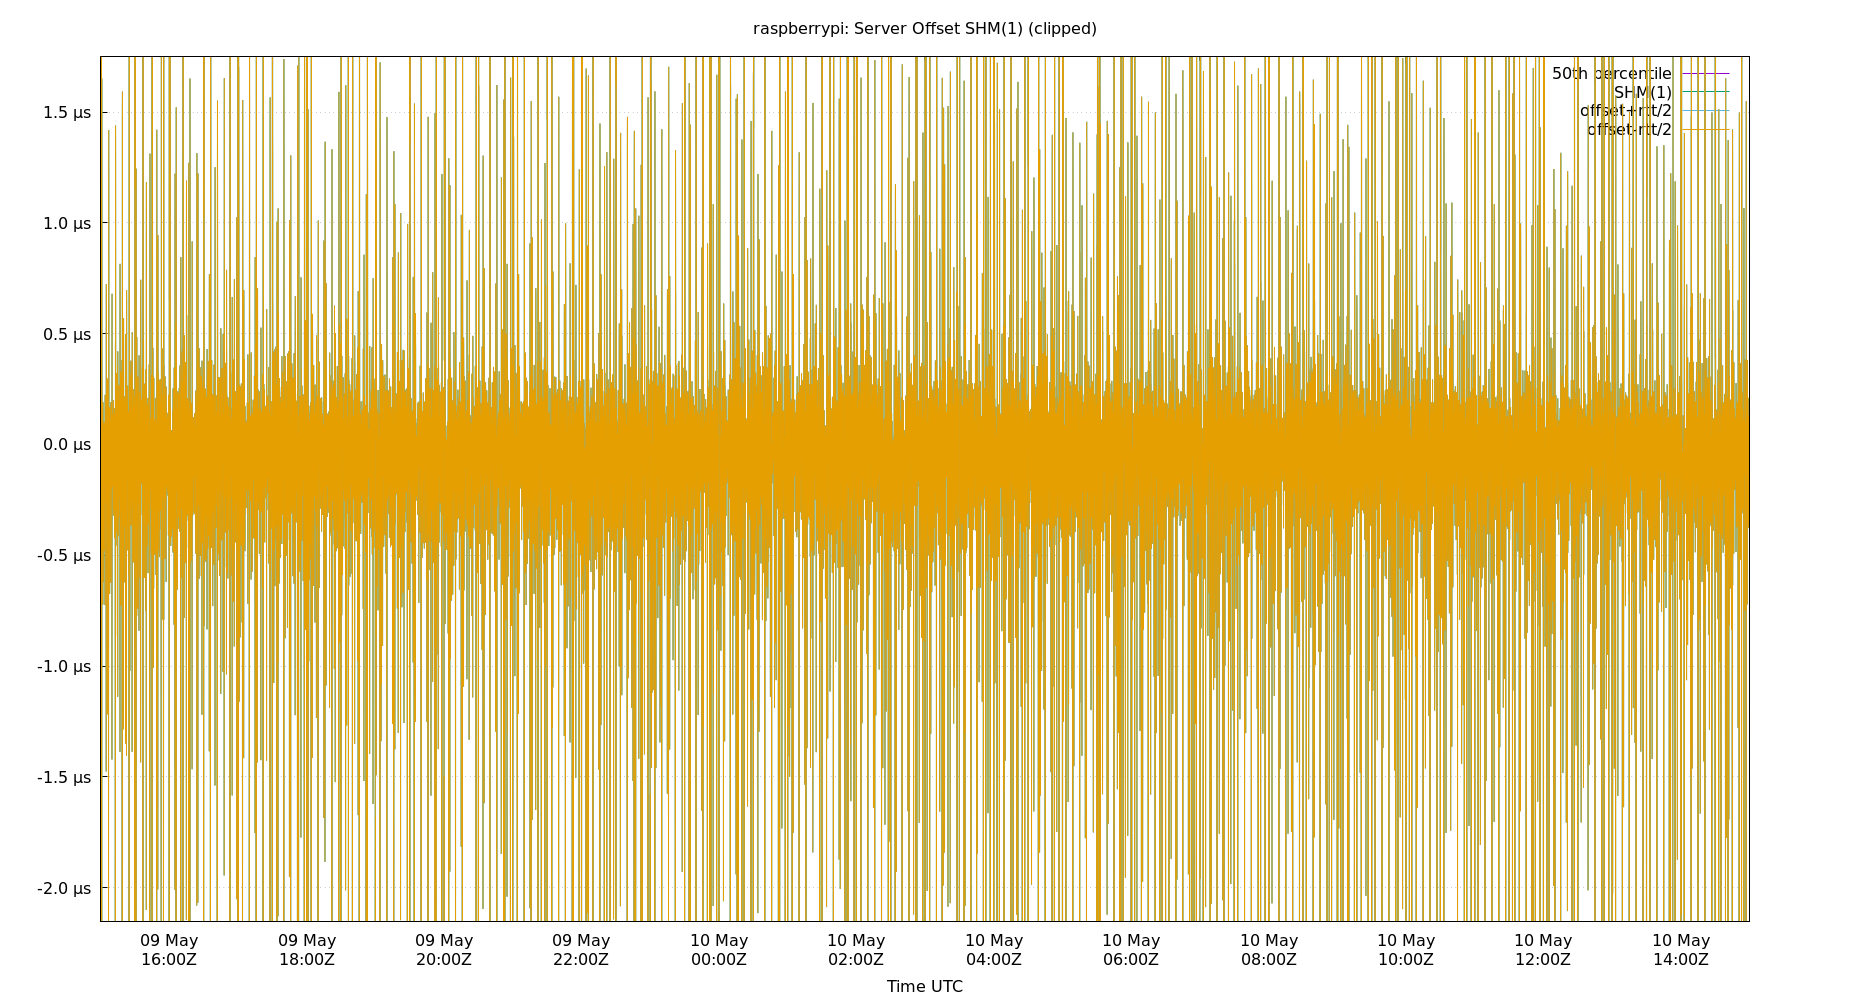 raspberrypi: Server Offset SHM(1) (clipped)
50th percentile
SHM(1)
offset+rtt/2
offset-rtt/2
1.5 µs
1.0 µs
0.5 µs
0.0 µs
-0.5 µs
-1.0 µs
-1.5 µs
-2.0 µs
09 May 09 May 09 May 09 May 10 May 10 May 10 May 10 May 10 May 10 May 10 May 10 May
16:00Z 18:00Z 20:00Z 22:00Z 00:00Z 02:00Z 04:00Z 06:00Z 08:00Z 10:00Z 12:00Z 14:00Z
Time UTC